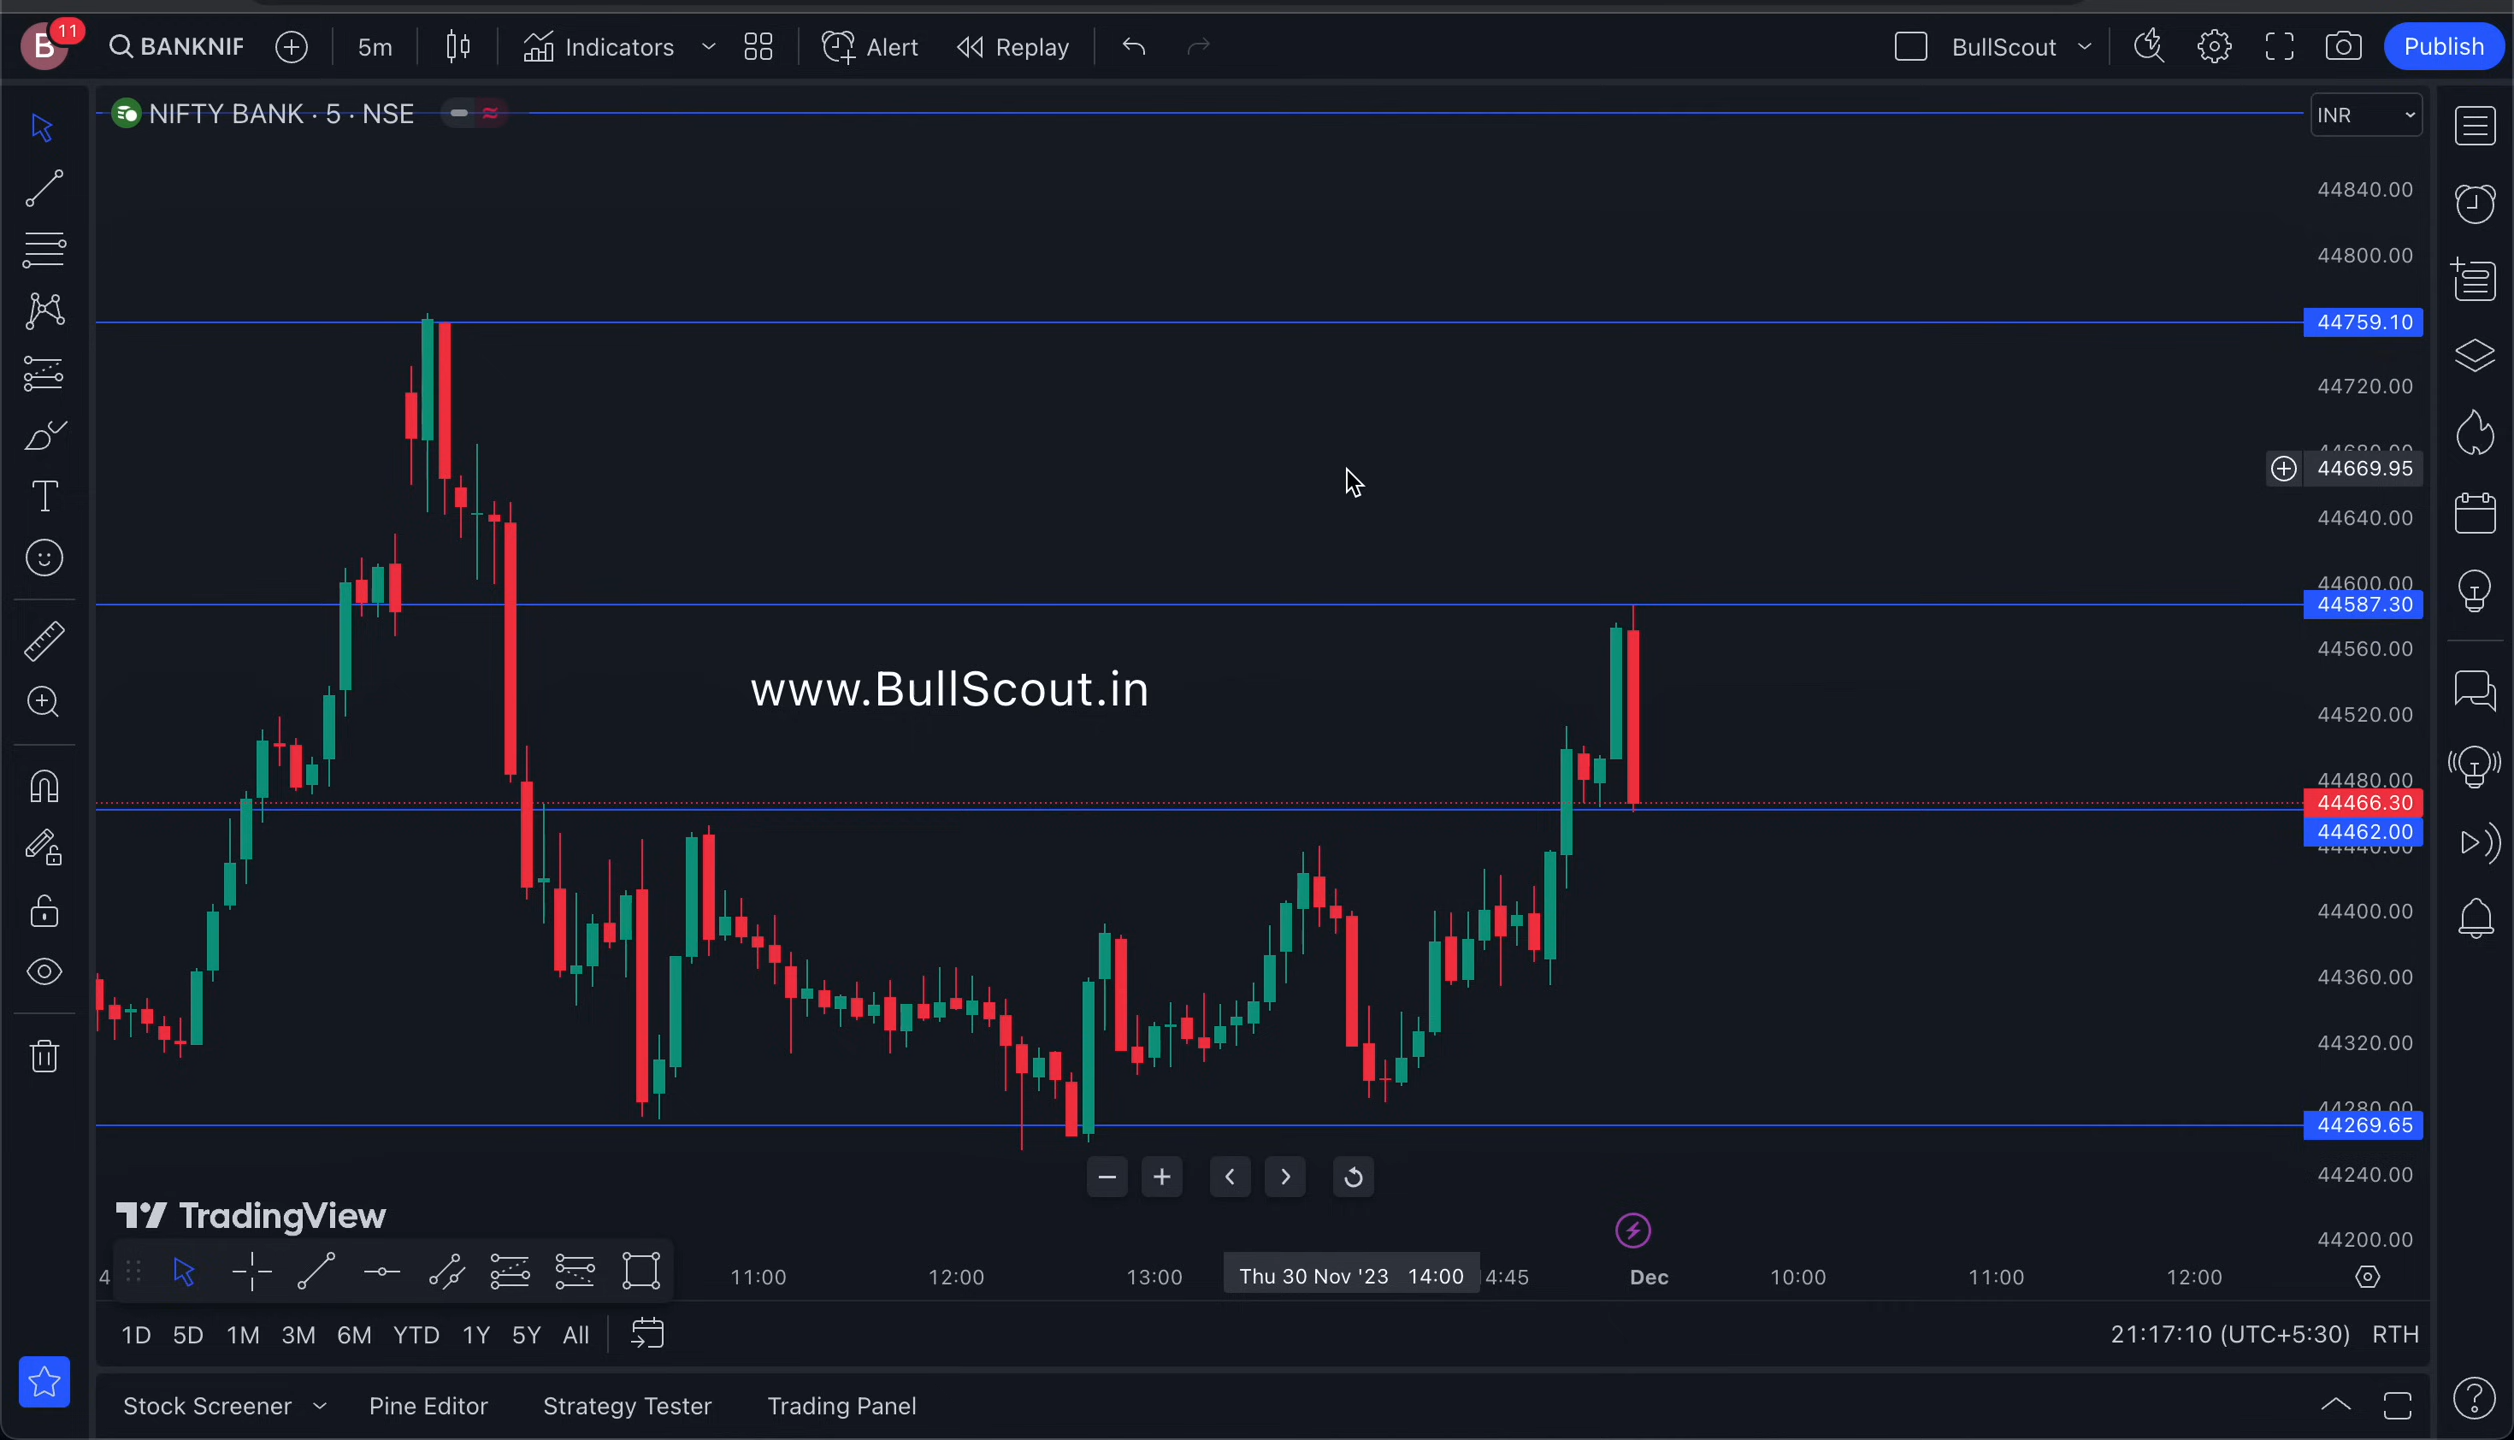 B 11 BANKNIF 5m Indicators Alert Replay BullScout Publish
NIFTY BANK · 5 · NSE
INR
44840.00
44800.00
44759.10
44720.00
44669.95
44640.00
44600.00
44587.30
44560.00
www.BullScout.in
44520.00
44480.00
44466.30
44462.00
44400.00
44360.00
44320.00
44269.65
44240.00
TradingView
44200.00
4 11:00 12:00 13:00 Thu 30 Nov '23 14:00 4:45 Dec 10:00 11:00 12:00
1D 5D 1M 3M 6M YTD 1Y 5Y All 21:17:10 (UTC+5:30) RTH
Stock Screener Pine Editor Strategy Tester Trading Panel